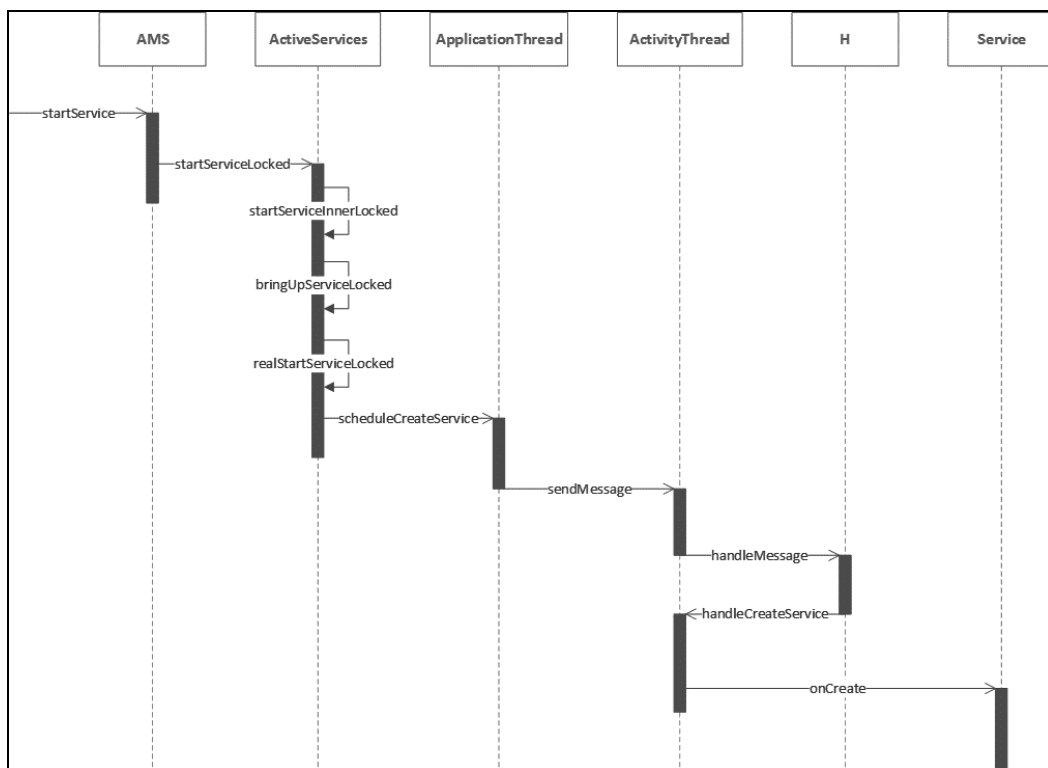 AMS
ActiveServices
ApplicationThread
ActivityThread
H
Service
startService
startServiceLocked
startServiceInnerLocked
bringUpServiceLocked
realStartServiceLocked
scheduleCreateService
sendMessage
handleMessage
handleCreateService
onCreate